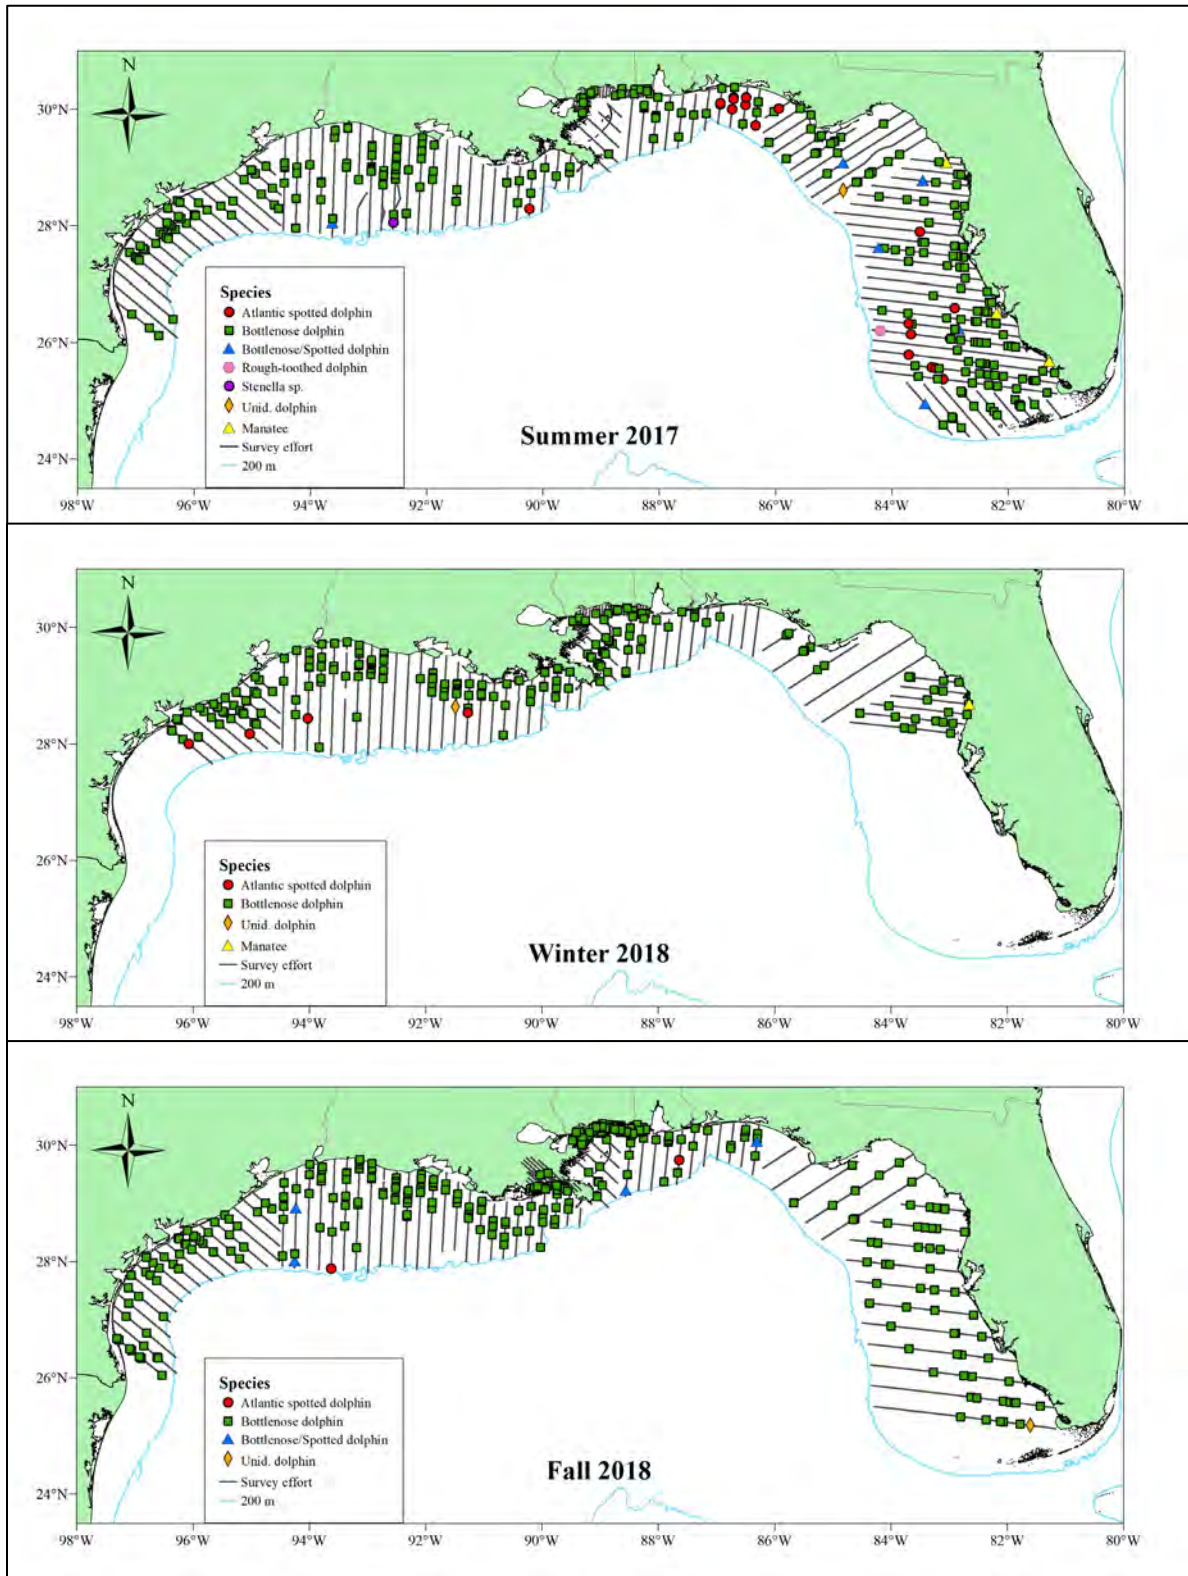 N
30°N
28°N
26°N
24°N
Species
Atlantic spotted dolphin
Bottlenose dolphin
Bottlenose/Spotted dolphin
Rough-toothed dolphin
Stenella sp.
Unid. dolphin
Manatee
Survey effort
200 m
Summer 2017
98°W 96°W 94°W 92°W 90°W 88°W 86°W 84°W 82°W 80°W
N
30°N
28°N
26°N
24°N
Species
Atlantic spotted dolphin
Bottlenose dolphin
Unid. dolphin
Manatee
Survey effort
200 m
Winter 2018
98°W 96°W 94°W 92°W 90°W 88°W 86°W 84°W 82°W 80°W
N
30°N
28°N
26°N
24°N
Species
Atlantic spotted dolphin
Bottlenose dolphin
Bottlenose/Spotted dolphin
Unid. dolphin
Survey effort
200 m
Fall 2018
98°W 96°W 94°W 92°W 90°W 88°W 86°W 84°W 82°W 80°W